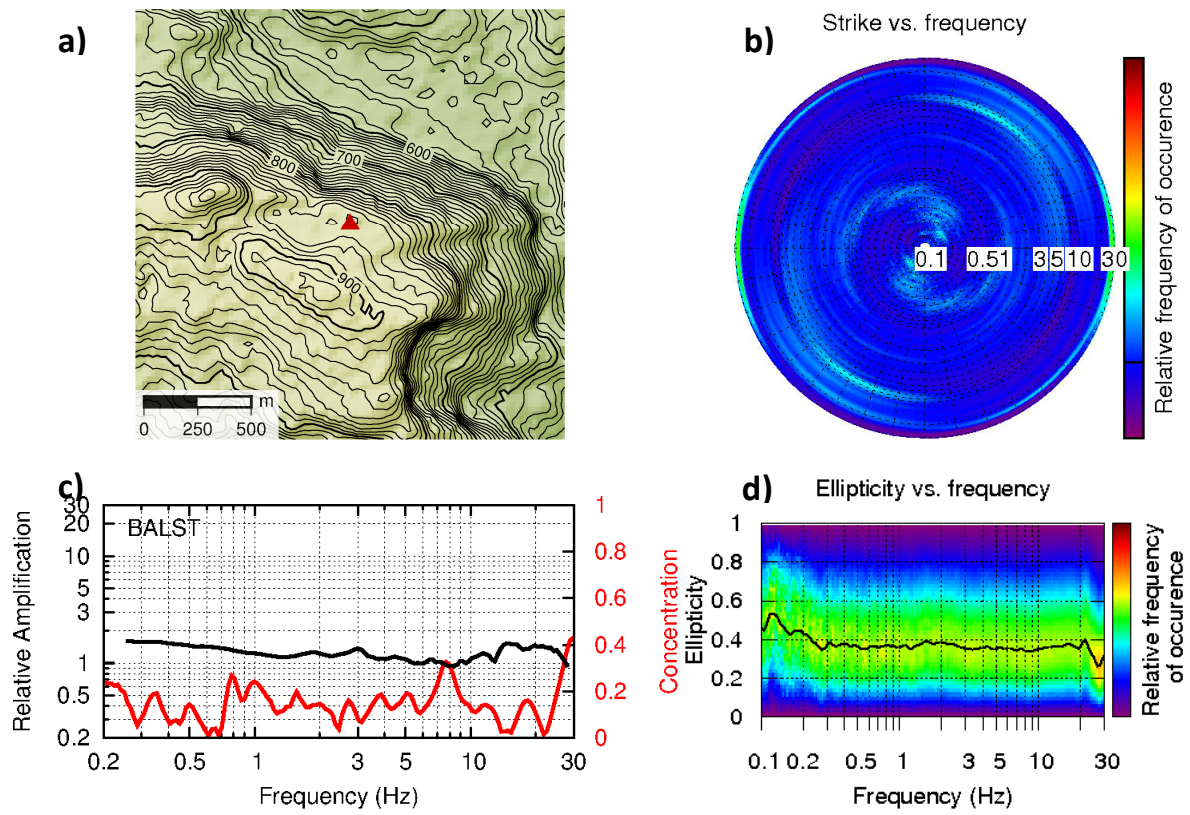 a)
800
700
600
900
m
0 250 500
b)
Strike vs. frequency
0.1 0.51 3 5 10 30
Relative frequency of occurence
c)
BALST
Relative Amplification
30
20
10
5
3
2
1
0.5
0.2
1
0.8
0.6
0.4
0.2
0
Concentration
0.2 0.5 1 2 3 5 10 30
Frequency (Hz)
d)
Ellipticity vs. frequency
Ellipticity
1
0.8
0.6
0.4
0.2
0
0.1 0.2 0.5 1 3 5 10 30
Frequency (Hz)
Relative frequency
of occurence